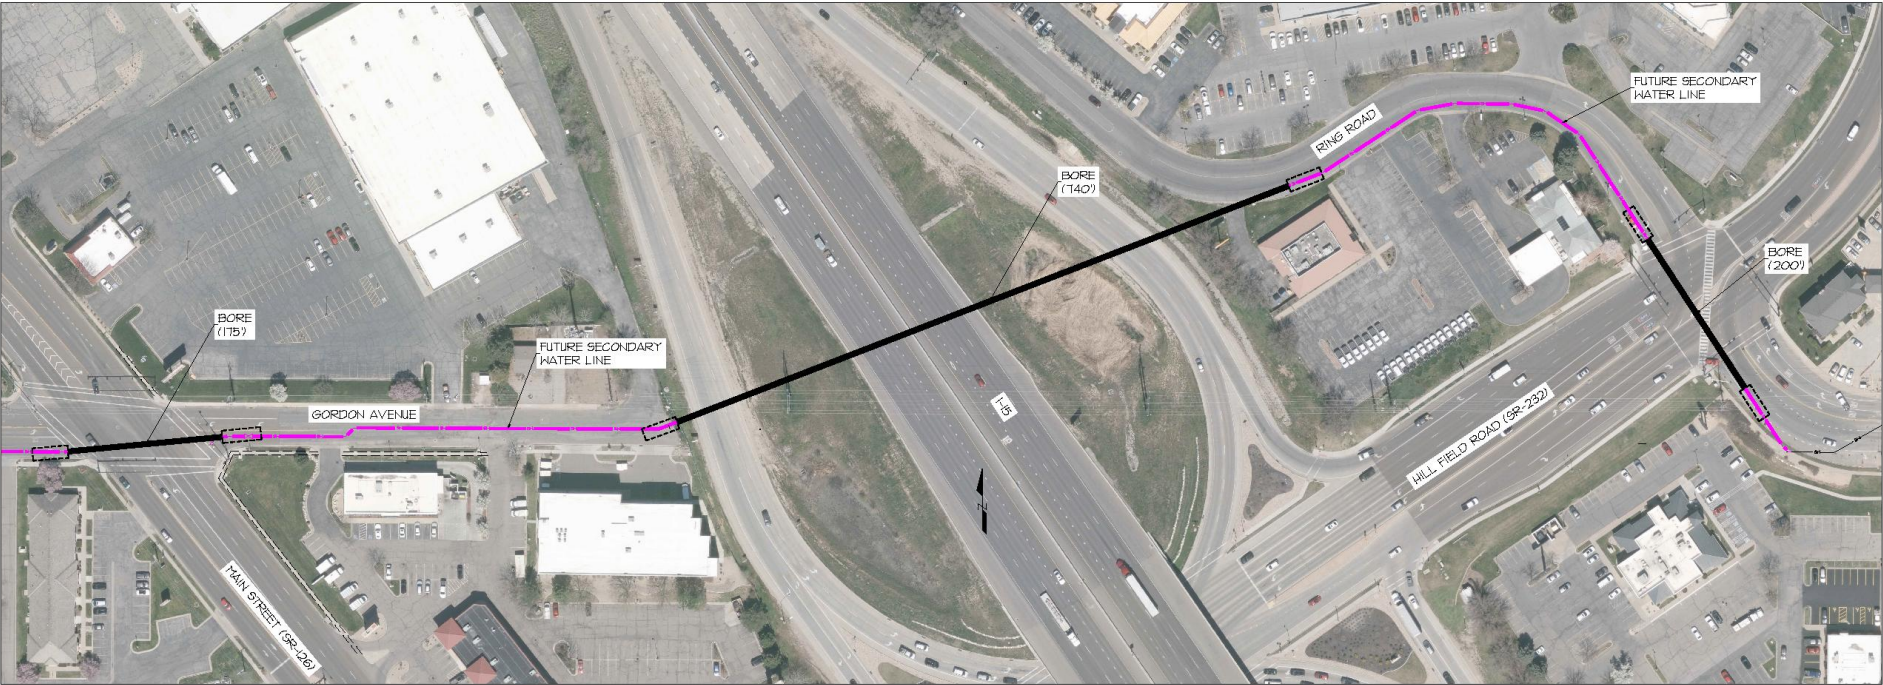 FUTURE SECONDARY
WATER LINE
RING ROAD
BORE
(740')
BORE
(200')
BORE
(175')
FUTURE SECONDARY
WATER LINE
GORDON AVENUE
I-15
HILL FIELD ROAD (SR-232)
N
MAIN STREET (SR-126)